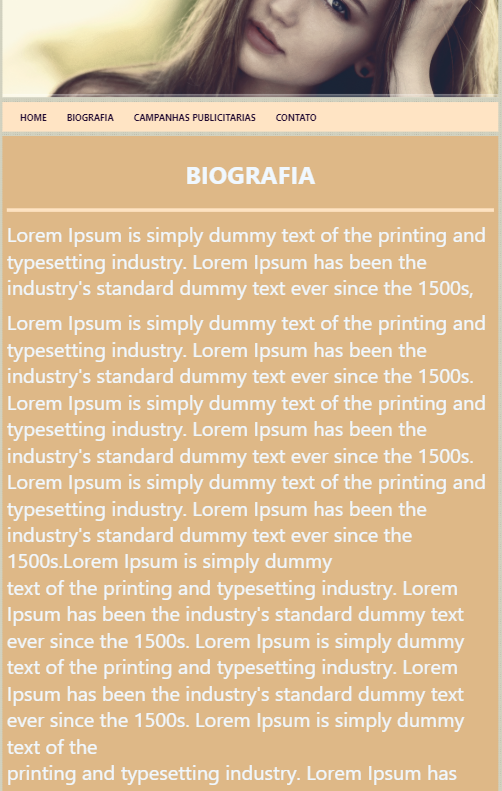 HOME BIOGRAFIA CAMPANHAS PUBLICITARIAS CONTATO
BIOGRAFIA
Lorem Ipsum is simply dummy text of the printing and
typesetting industry. Lorem Ipsum has been the
industry's standard dummy text ever since the 1500s,
Lorem Ipsum is simply dummy text of the printing and
typesetting industry. Lorem Ipsum has been the
industry's standard dummy text ever since the 1500s.
Lorem Ipsum is simply dummy text of the printing and
typesetting industry. Lorem Ipsum has been the
industry's standard dummy text ever since the 1500s.
Lorem Ipsum is simply dummy text of the printing and
typesetting industry. Lorem Ipsum has been the
industry's standard dummy text ever since the
1500s.Lorem Ipsum is simply dummy
text of the printing and typesetting industry. Lorem
Ipsum has been the industry's standard dummy text
ever since the 1500s. Lorem Ipsum is simply dummy
text of the printing and typesetting industry. Lorem
Ipsum has been the industry's standard dummy text
ever since the 1500s. Lorem Ipsum is simply dummy
text of the
printing and typesetting industry. Lorem Ipsum has